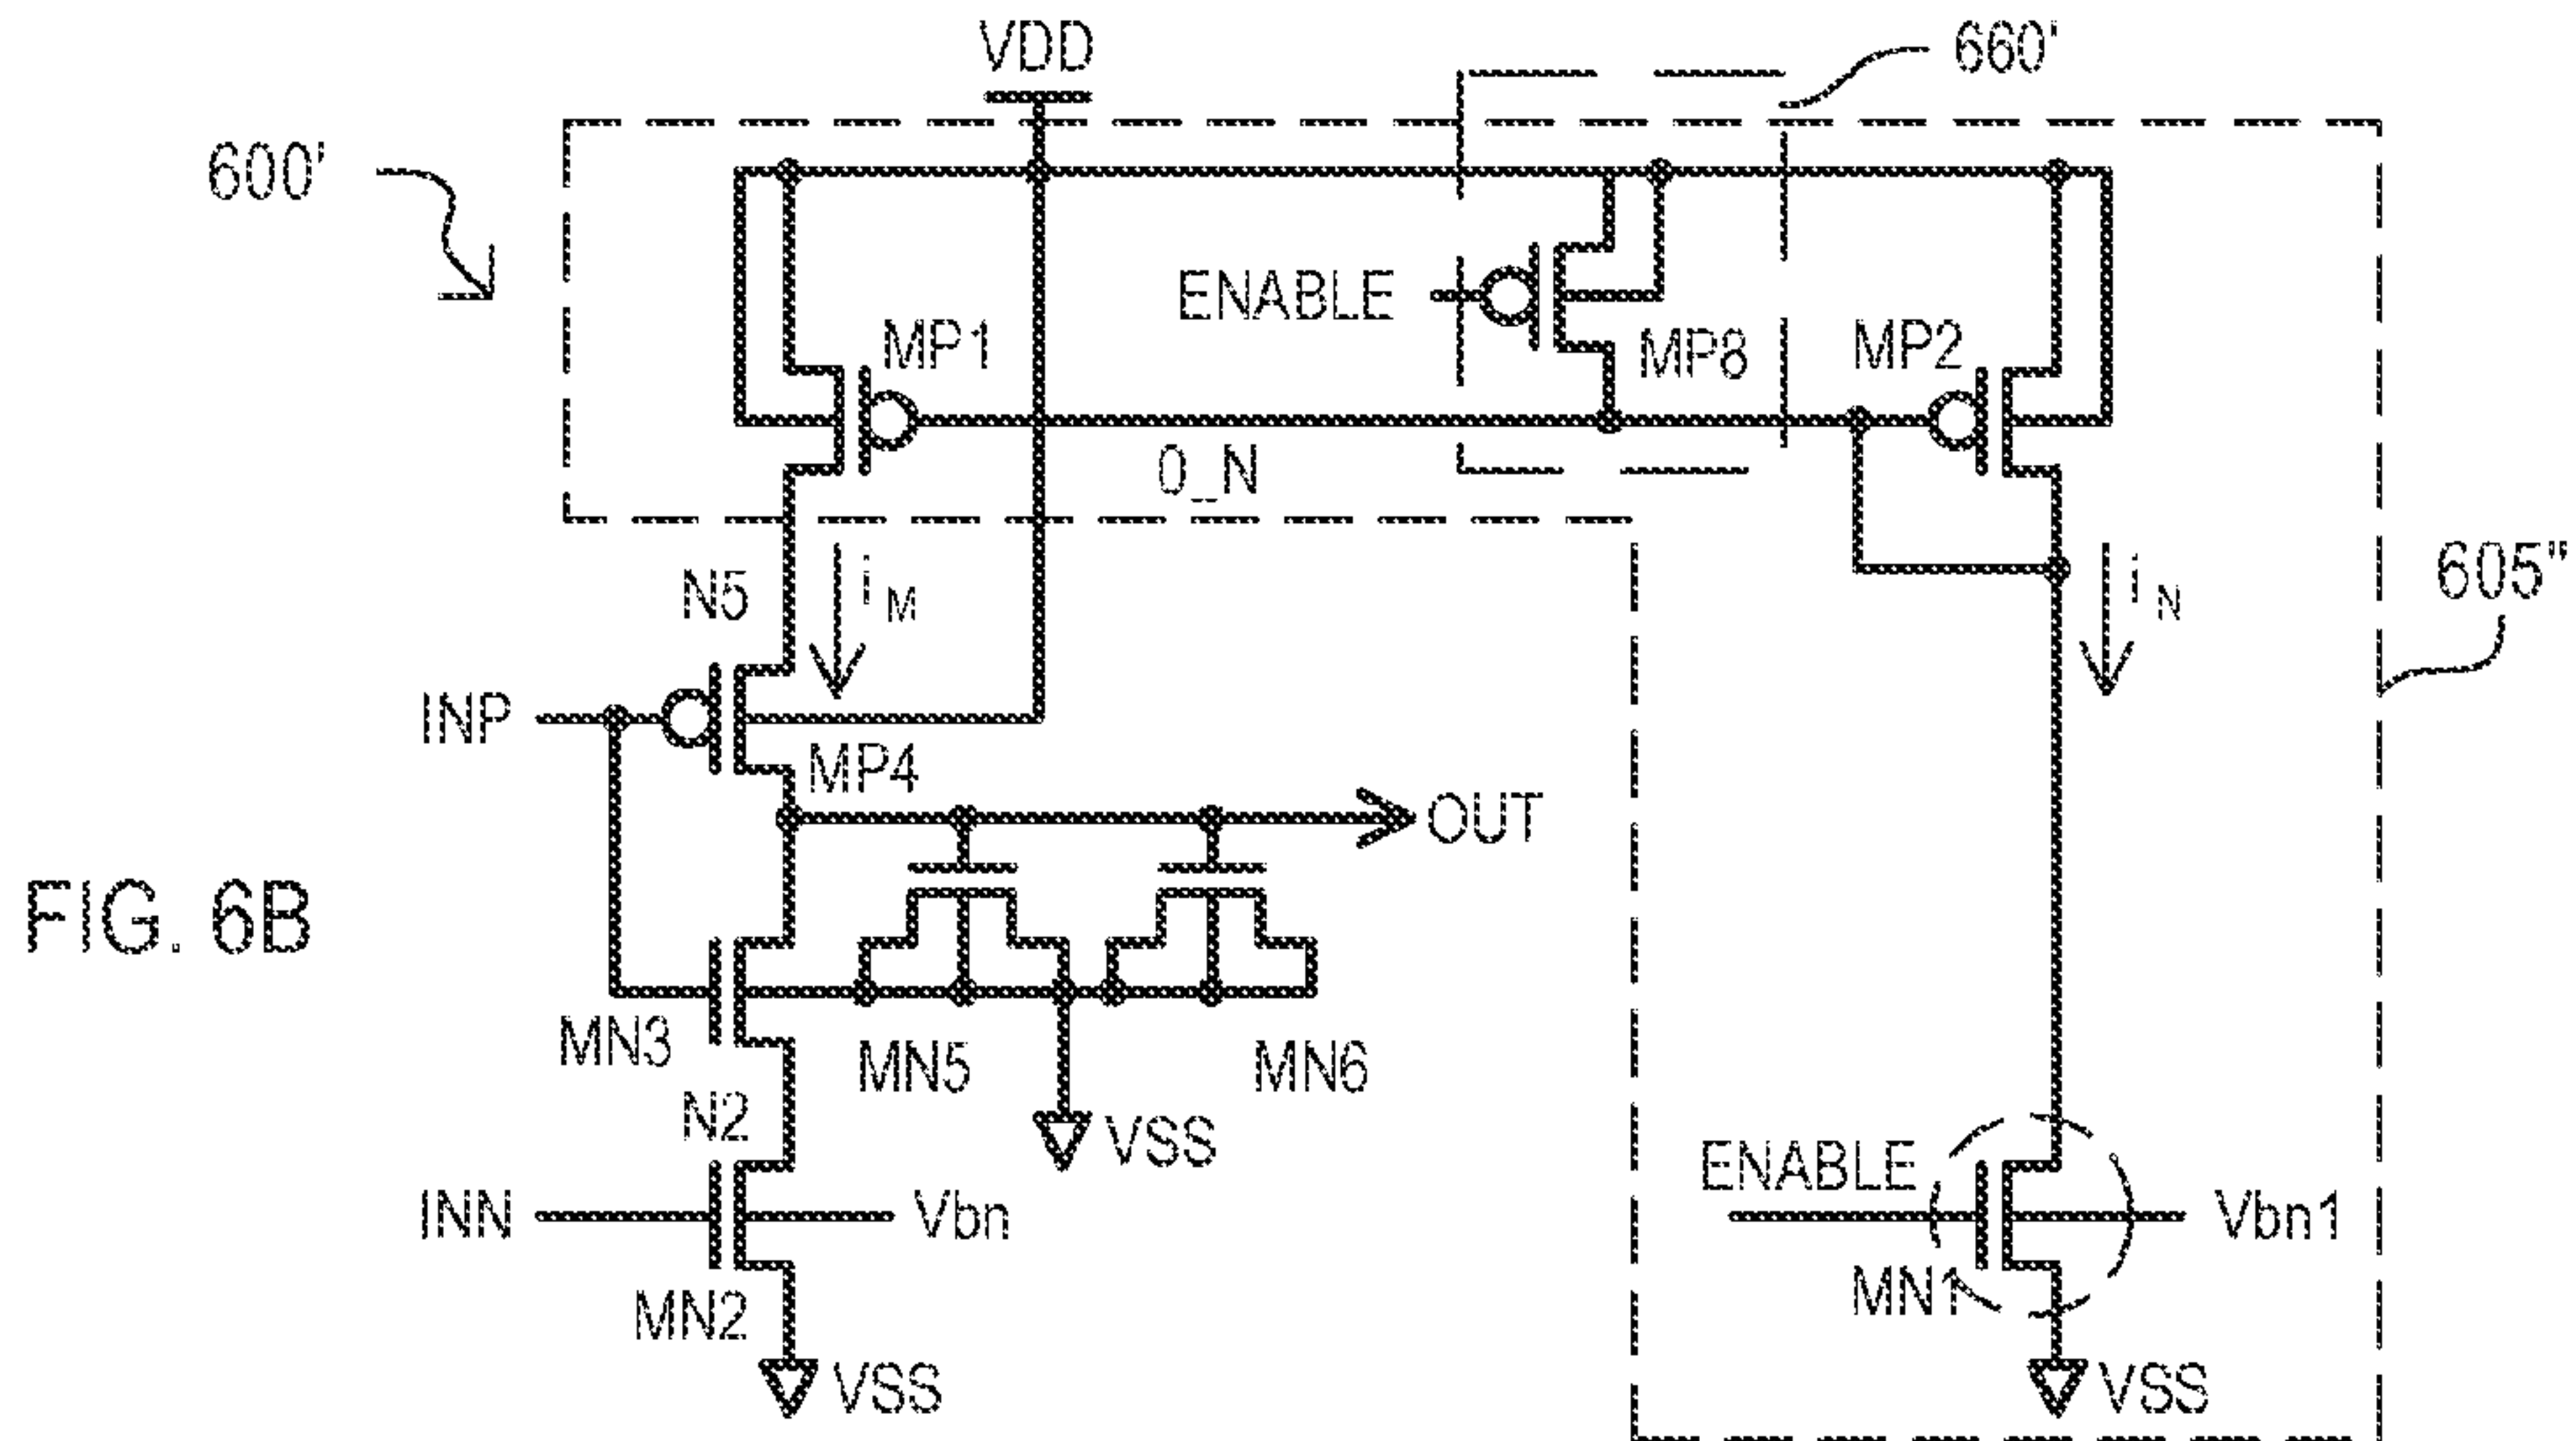 VDD
660'
600'
ENABLE
MP1
MP8
MP2
0_N
N5
i M
i N
605"
INP
MP4
OUT
FIG. 6B
MN3
MN5
MN6
N2
VSS
ENABLE
INN
Vbn
Vbn1
MN2
MN1
VSS
VSS